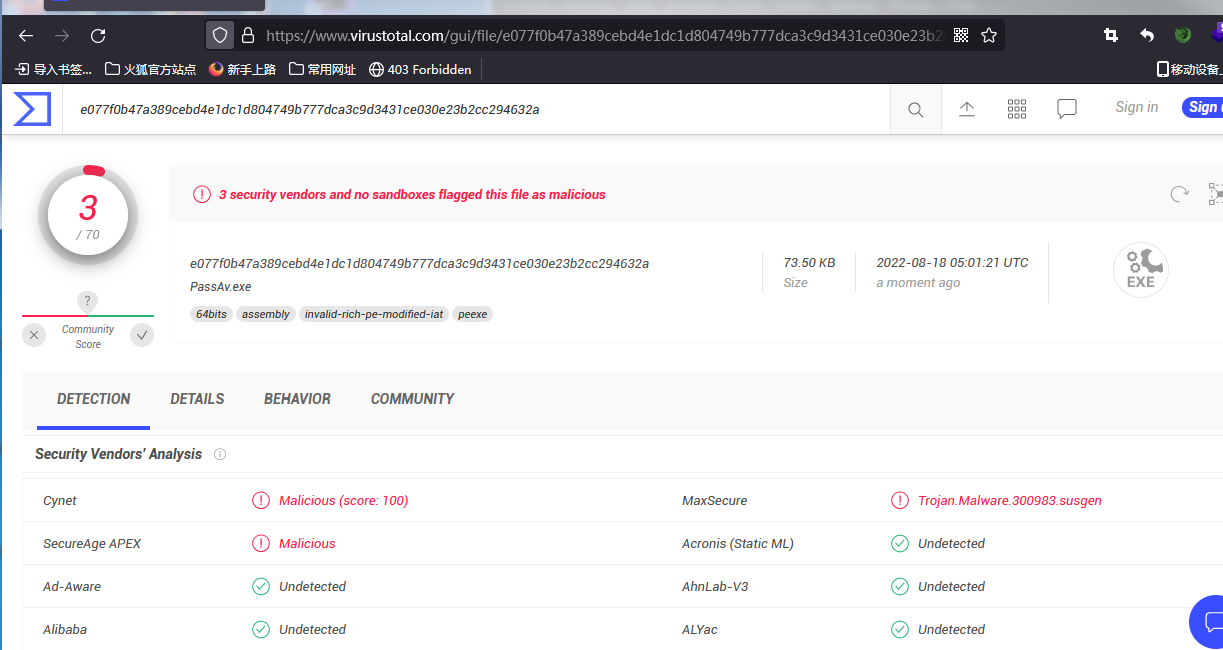 https://www.virustotal.com/gui/file/e077f0b47a389cebd4e1dc1d804749b777dca3c9d3431ce030e23b2
导入书签... 火狐官方站点 新手上路 常用网址 403 Forbidden 移动设备
e077f0b47a389cebd4e1dc1d804749b777dca3c9d3431ce030e23b2cc294632a Sign in Sign
3
/ 70
3 security vendors and no sandboxes flagged this file as malicious
e077f0b47a389cebd4e1dc1d804749b777dca3c9d3431ce030e23b2cc294632a
PassAv.exe
64bits assembly invalid-rich-pe-modified-iat peexe
73.50 KB
Size
2022-08-18 05:01:21 UTC
a moment ago
EXE
?
Community
Score
DETECTION DETAILS BEHAVIOR COMMUNITY
Security Vendors' Analysis
Cynet Malicious (score: 100) MaxSecure Trojan.Malware.300983.susgen
SecureAge APEX Malicious Acronis (Static ML) Undetected
Ad-Aware Undetected AhnLab-V3 Undetected
Alibaba Undetected ALYac Undetected